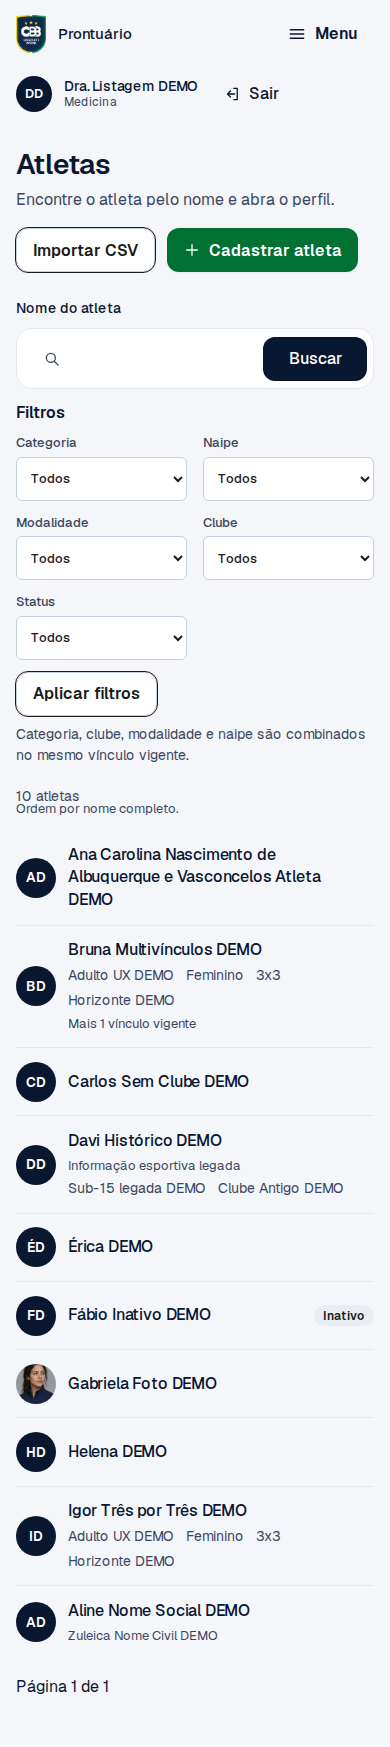 CBB
Prontuário
Menu
DD
Dra. Listagem DEMO
Medicina
Sair
Atletas
Encontre o atleta pelo nome e abra o perfil.
Importar CSV
Cadastrar atleta
Nome do atleta
Buscar
Filtros
Categoria
Naipe
Todos
Todos
Modalidade
Clube
Todos
Todos
Status
Todos
Aplicar filtros
Categoria, clube, modalidade e naipe são combinados
no mesmo vínculo vigente.
10 atletas
Ordem por nome completo.
AD
Ana Carolina Nascimento de
Albuquerque e Vasconcelos Atleta
DEMO
BD
Bruna Multivínculos DEMO
Adulto UX DEMO Feminino 3x3
Horizonte DEMO
Mais 1 vínculo vigente
CD
Carlos Sem Clube DEMO
DD
Davi Histórico DEMO
Informação esportiva legada
Sub-15 legada DEMO Clube Antigo DEMO
ÉD
Érica DEMO
FD
Fábio Inativo DEMO
Inativo
Gabriela Foto DEMO
HD
Helena DEMO
ID
Igor Três por Três DEMO
Adulto UX DEMO Feminino 3x3
Horizonte DEMO
AD
Aline Nome Social DEMO
Zuleica Nome Civil DEMO
Página 1 de 1